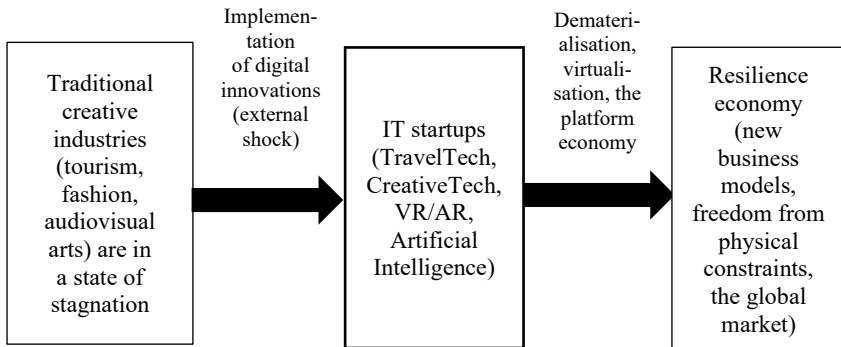 Traditional
creative
industries
(tourism,
fashion,
audiovisual
arts) are in
a state of
stagnation
Implemen-
tation
of digital
innovations
(external
shock)
IT startups
(TravelTech,
CreativeTech,
VR/AR,
Artificial
Intelligence)
Demateri-
alisation,
virtuali-
sation, the
platform
economy
Resilience
economy
(new
business
models,
freedom from
physical
constraints,
the global
market)